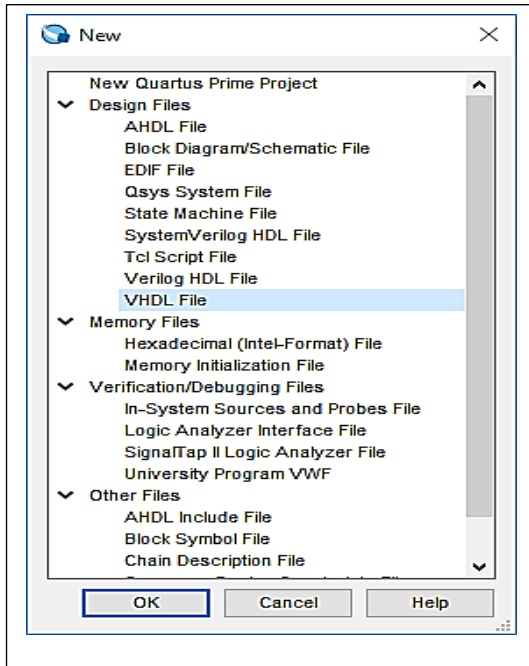 New
New Quartus Prime Project
Design Files
AHDL File
Block Diagram/Schematic File
EDIF File
Qsys System File
State Machine File
SystemVerilog HDL File
Tcl Script File
Verilog HDL File
VHDL File
Memory Files
Hexadecimal (Intel-Format) File
Memory Initialization File
Verification/Debugging Files
In-System Sources and Probes File
Logic Analyzer Interface File
SignalTap II Logic Analyzer File
University Program VWF
Other Files
AHDL Include File
Block Symbol File
Chain Description File
OK Cancel Help